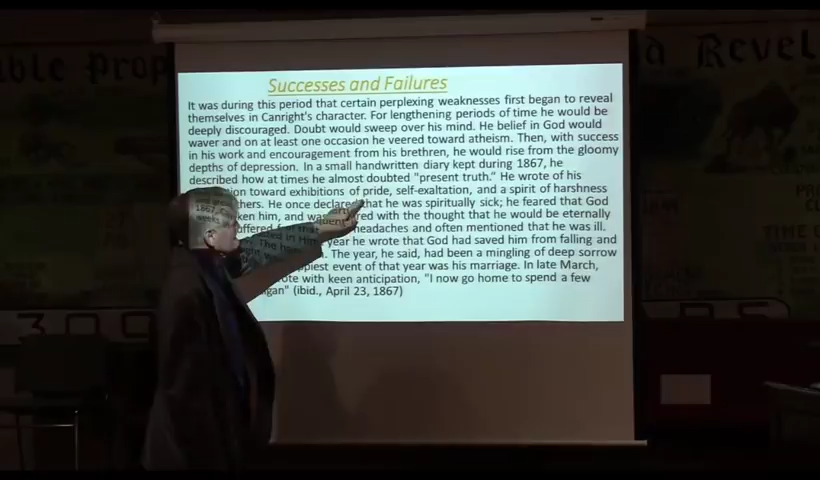 Successes and Failures
It was during this period that certain perplexing weaknesses first began to reveal
themselves in Canright's character. For lengthening periods of time he would be
deeply discouraged. Doubt would sweep over his mind. He belief in God would
waver and on at least one occasion he veered toward atheism. Then, with success
in his work and encouragement from his brethren, he would rise from the gloomy
depths of depression. In a small handwritten diary kept during 1867, he
described how at times he almost doubted "present truth." He wrote of his
toward exhibitions of pride, self-exaltation, and a spirit of harshness
He once declared that he was spiritually sick; he feared that God
him, and with the thought that he would be eternally
headaches and often mentioned that he was ill.
year he wrote that God had saved him from falling and
The year, he said, had been a mingling of deep sorrow
event of that year was his marriage. In late March,
with keen anticipation, "I now go home to spend a few
(ibid., April 23, 1867)
Revel
309